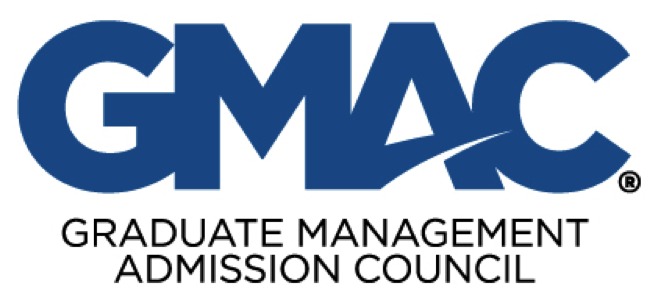 GMAC®
GRADUATE MANAGEMENT
ADMISSION COUNCIL